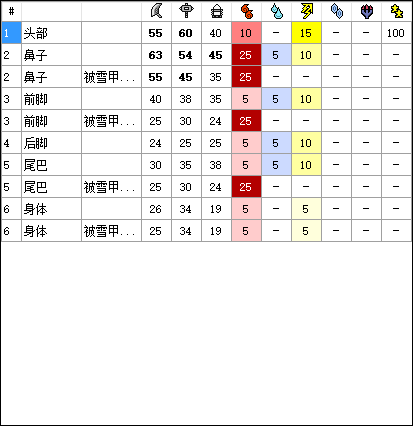 #
1 头部 55 60 40 10 - 15 - - 100
2 鼻子 63 54 45 25 5 10 - - -
2 鼻子 被雪甲... 55 45 35 25 - - - - -
3 前脚 40 38 35 5 5 10 - - -
3 前脚 被雪甲... 25 30 24 25 - - - - -
4 后脚 24 25 25 5 5 10 - - -
5 尾巴 30 35 38 5 5 10 - - -
5 尾巴 被雪甲... 25 30 24 25 - - - - -
6 身体 26 34 19 5 - 5 - - -
6 身体 被雪甲... 26 34 19 5 - 5 - - -